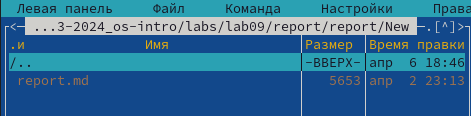 Левая панель Файл Команда Настройки Права
<— ...3-2024_os-intro/labs/lab09/report/report/New —.[^]>
.и Имя Размер Время правки
/.. -ВВЕРХ- апр 6 18:46
report.md 5653 апр 2 23:13